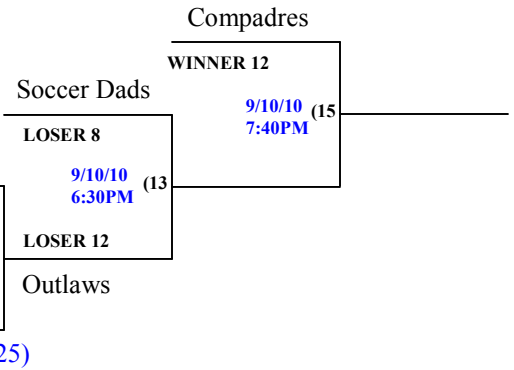 Compadres
WINNER 12
Soccer Dads
9/10/10
7:40PM
(15
LOSER 8
9/10/10
6:30PM
(13
LOSER 12
Outlaws
25)